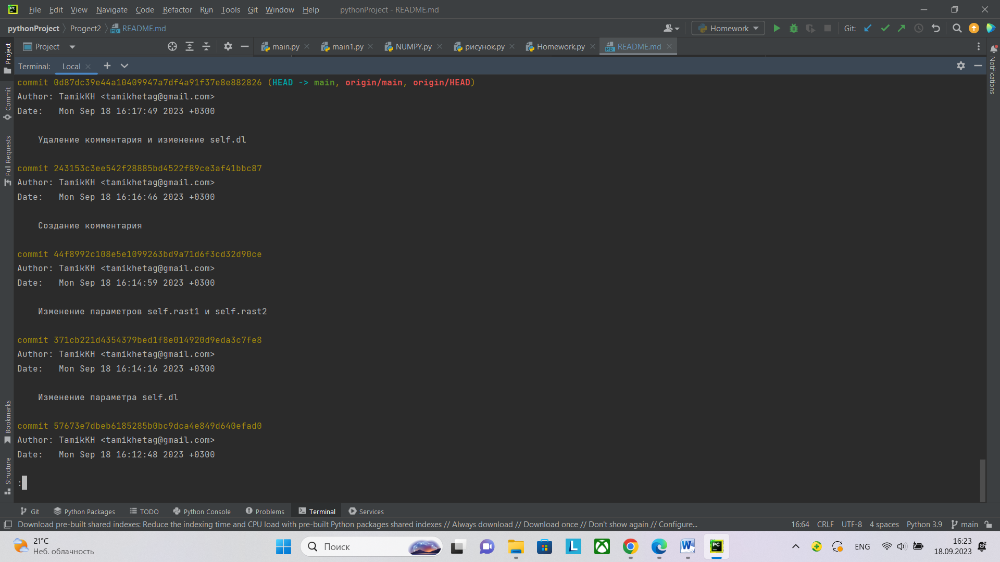 File Edit View Navigate Code Refactor Run Tools Git Window Help pythonProject - README.md
pythonProject Progect2 README.md Homework Git:
Project main.py main1.py NUMPY.py рисунок.py Homework.py README.md
Terminal: Local
commit 0d87dc39e44a10409947a7df4a91f37e8e882826 (HEAD -> main, origin/main, origin/HEAD)
Author: TamikKH <tamikhetag@gmail.com>
Date:   Mon Sep 18 16:17:49 2023 +0300
Удаление комментария и изменение self.dl
commit 243153c3ee542f28885bd4522f89ce3af41bbc87
Author: TamikKH <tamikhetag@gmail.com>
Date:   Mon Sep 18 16:16:46 2023 +0300
Создание комментария
commit 44f8992c108e5e1099263bd9a71d6f3cd32d90ce
Author: TamikKH <tamikhetag@gmail.com>
Date:   Mon Sep 18 16:14:59 2023 +0300
Изменение параметров self.rast1 и self.rast2
commit 371cb221d4354379bed1f8e014920d9eda3c7fe8
Author: TamikKH <tamikhetag@gmail.com>
Date:   Mon Sep 18 16:14:16 2023 +0300
Изменение параметра self.dl
commit 57673e7dbeb6185285b0bc9dca4e849d640efad0
Author: TamikKH <tamikhetag@gmail.com>
Date:   Mon Sep 18 16:12:48 2023 +0300
:
Project
Commit
Pull Requests
Bookmarks
Structure
Notifications
Git Python Packages TODO Python Console Problems Terminal Services
Download pre-built shared indexes: Reduce the indexing time and CPU load with pre-built Python packages shared indexes // Always download // Download once // Don't show again // Configure... 16:64 CRLF UTF-8 4 spaces Python 3.9 main
21°C
Неб. облачность
Поиск
ENG
16:23
18.09.2023